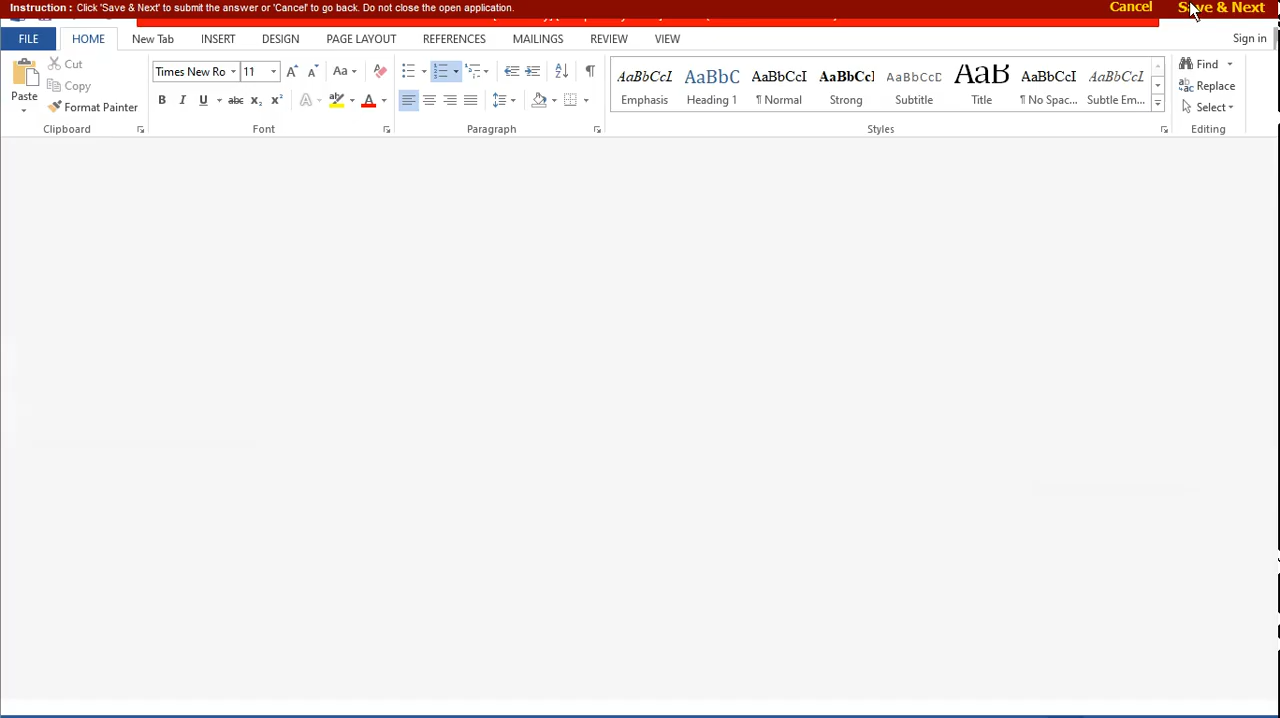 Instruction : Click 'Save & Next' to submit the answer or 'Cancel' to go back. Do not close the open application. Cancel Save & Next
FILE HOME New Tab INSERT DESIGN PAGE LAYOUT REFERENCES MAILINGS REVIEW VIEW Sign in
Paste Cut Copy Format Painter
Clipboard
Times New Ro 11 Aa
B I U abc x₂ x² A A
Font
Paragraph
AaBbCcI AaBbC AaBbCcI AaBbCcI AaBbCcD AaB AaBbCcI AaBbCcI
Emphasis Heading 1 ¶ Normal Strong Subtitle Title ¶ No Spac... Subtle Em...
Styles
Find
Replace
Select
Editing